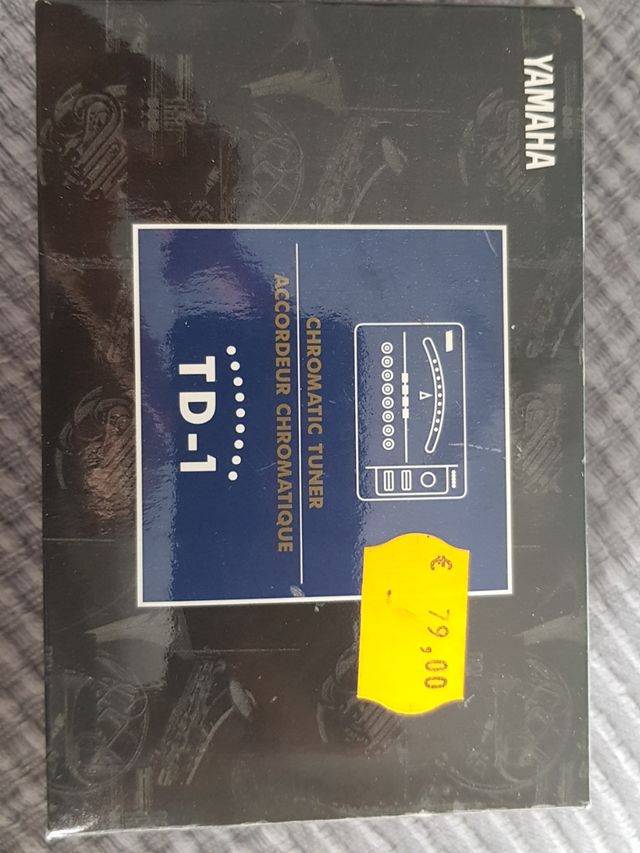 YAMAHA
CHROMATIC TUNER
ACCORDEUR CHROMATIQUE
TD-1
€ 79,00